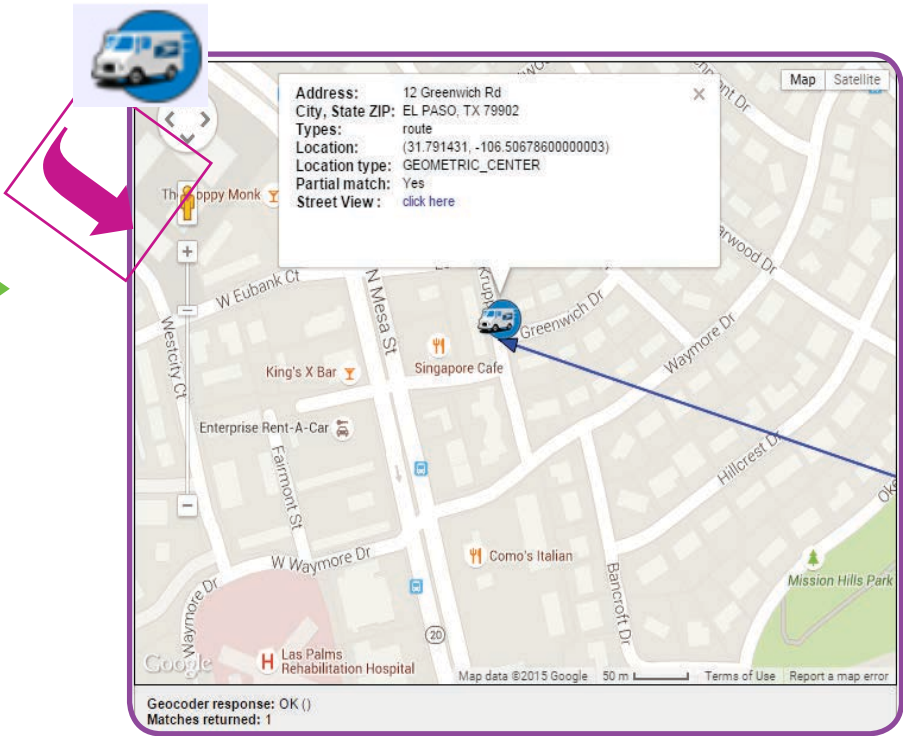 Map Satellite
Address: 12 Greenwich Rd
City, State ZIP: EL PASO, TX 79902
Types: route
Location: (31.791431, -106.50678600000003)
Location type: GEOMETRIC_CENTER
Partial match: Yes
Street View : click here
W Eubank Ct
N Mesa St
Westcity Ct
Greenwich Dr
Waymore Dr
Singapore Cafe
King's X Bar
Enterprise Rent-A-Car
Fairmont St
Hillcrest Dr
W Waymore Dr
Como's Italian
Bancroft Dr
Mission Hills Park
Waymore Dr
20
H Las Palms
Rehabilitation Hospital
Google
Map data ©2015 Google 50 m Terms of Use Report a map error
Geocoder response: OK ()
Matches returned: 1